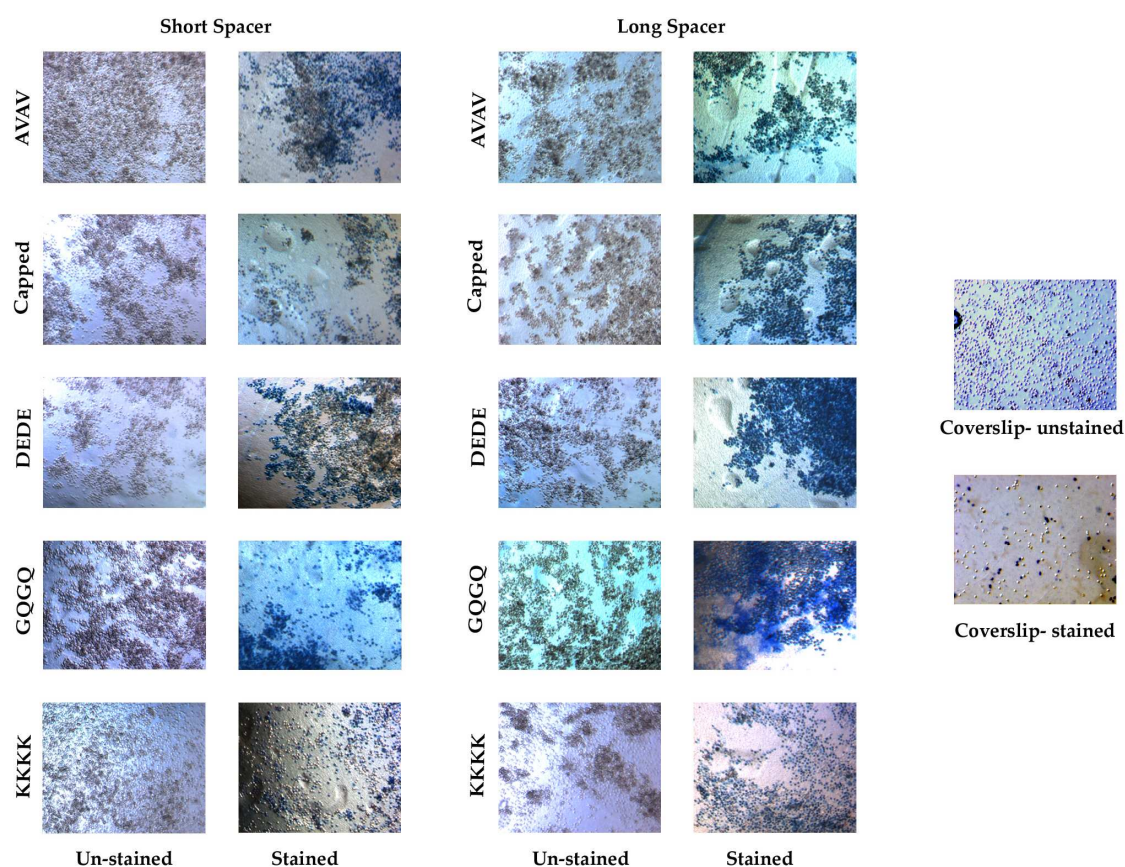 Short Spacer
Long Spacer
AVAV
AVAV
Capped
Capped
DEDE
DEDE
GQGQ
GQGQ
KKKK
KKKK
Coverslip- unstained
Coverslip- stained
Un-stained
Stained
Un-stained
Stained